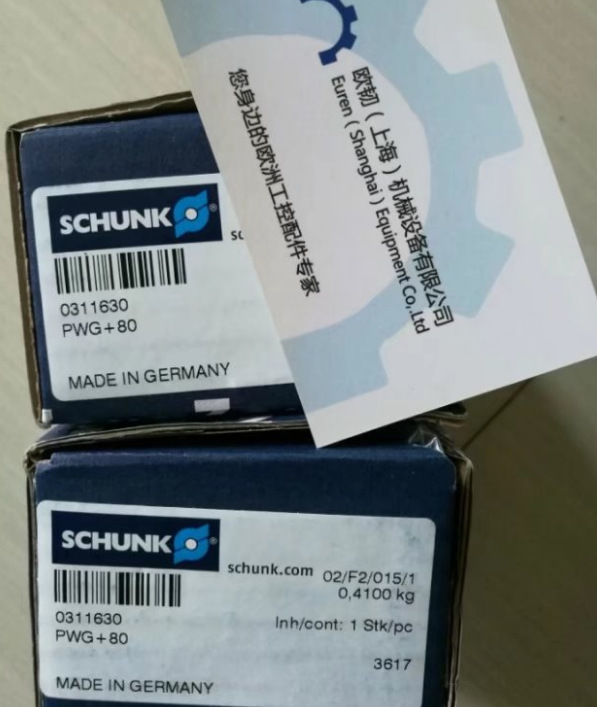 欧韧（上海）机械设备有限公司
Euren ( Shanghai ) Equipment Co,.Ltd
您身边的欧洲工控配件专家
SCHUNK
sc
0311630
PWG+80
MADE IN GERMANY
SCHUNK
schunk.com 02/F2/015/1
0,4100 kg
0311630
Inh/cont: 1 Stk/pc
PWG+80
3617
MADE IN GERMANY